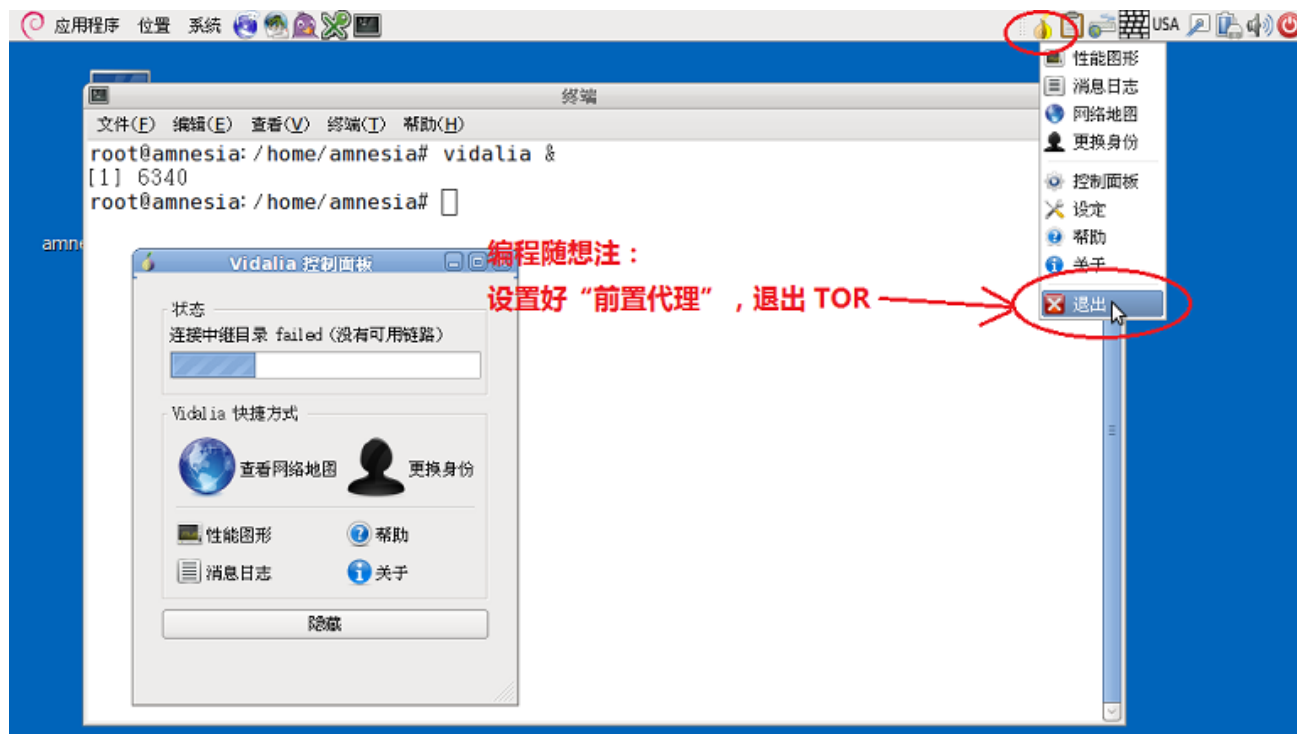 应用程序 位置 系统
USA
终端
文件(F) 编辑(E) 查看(V) 终端(T) 帮助(H)
root@amnesia:/home/amnesia# vidalia &
[1] 6340
root@amnesia:/home/amnesia#
amne
Vidalia 控制面板
状态
连接中继目录 failed (没有可用链路)
Vidalia 快捷方式
查看网络地图
更换身份
性能图形
帮助
消息日志
关于
隐藏
编程随想注：
设置好“前置代理”，退出 TOR
性能图形
消息日志
网络地图
更换身份
控制面板
设定
帮助
关于
退出